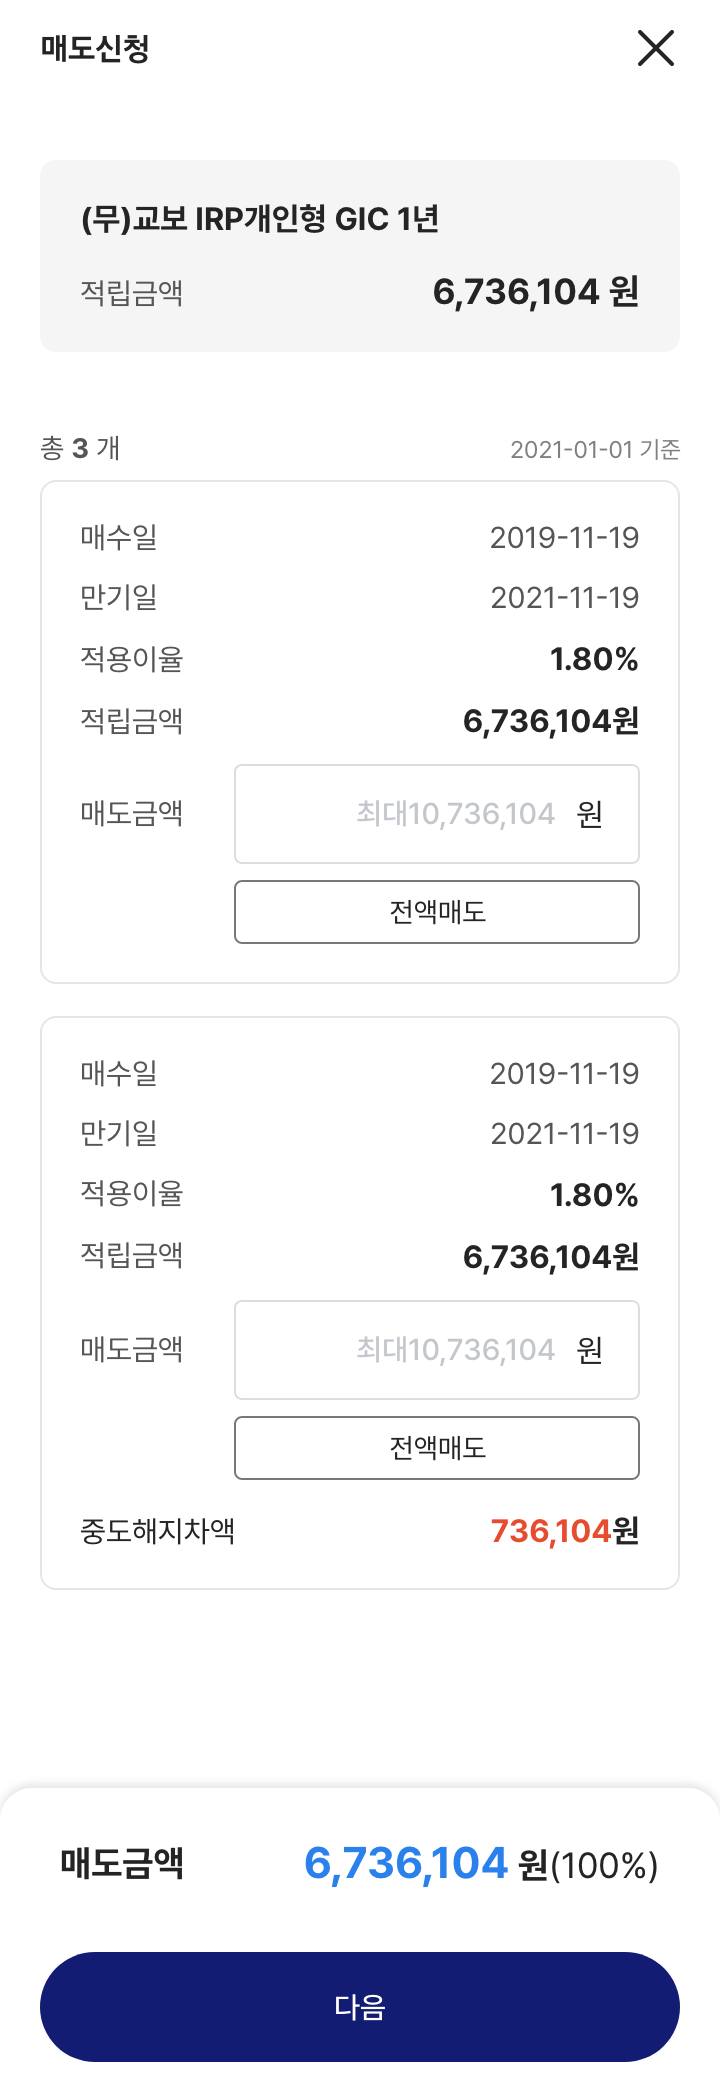 매도신청
(무)교보 IRP개인형 GIC 1년
적립금액 6,736,104 원
총 3 개 2021-01-01 기준
매수일 2019-11-19
만기일 2021-11-19
적용이율 1.80%
적립금액 6,736,104원
매도금액 최대10,736,104 원
전액매도
매수일 2019-11-19
만기일 2021-11-19
적용이율 1.80%
적립금액 6,736,104원
매도금액 최대10,736,104 원
전액매도
중도해지차액 736,104원
매도금액 6,736,104 원(100%)
다음